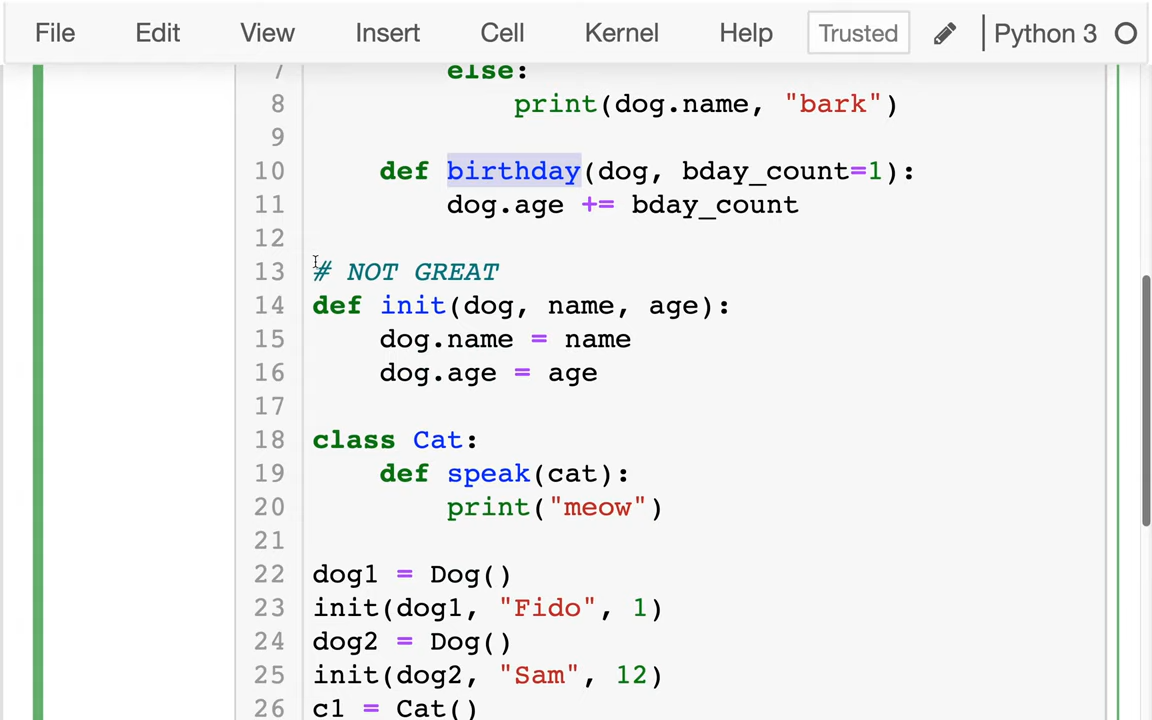 File Edit View Insert Cell Kernel Help Trusted Python 3
7 else:
8 print(dog.name, "bark")
9
10 def birthday(dog, bday_count=1):
11 dog.age += bday_count
12
13 # NOT GREAT
14 def init(dog, name, age):
15 dog.name = name
16 dog.age = age
17
18 class Cat:
19 def speak(cat):
20 print("meow")
21
22 dog1 = Dog()
23 init(dog1, "Fido", 1)
24 dog2 = Dog()
25 init(dog2, "Sam", 12)
26 c1 = Cat()